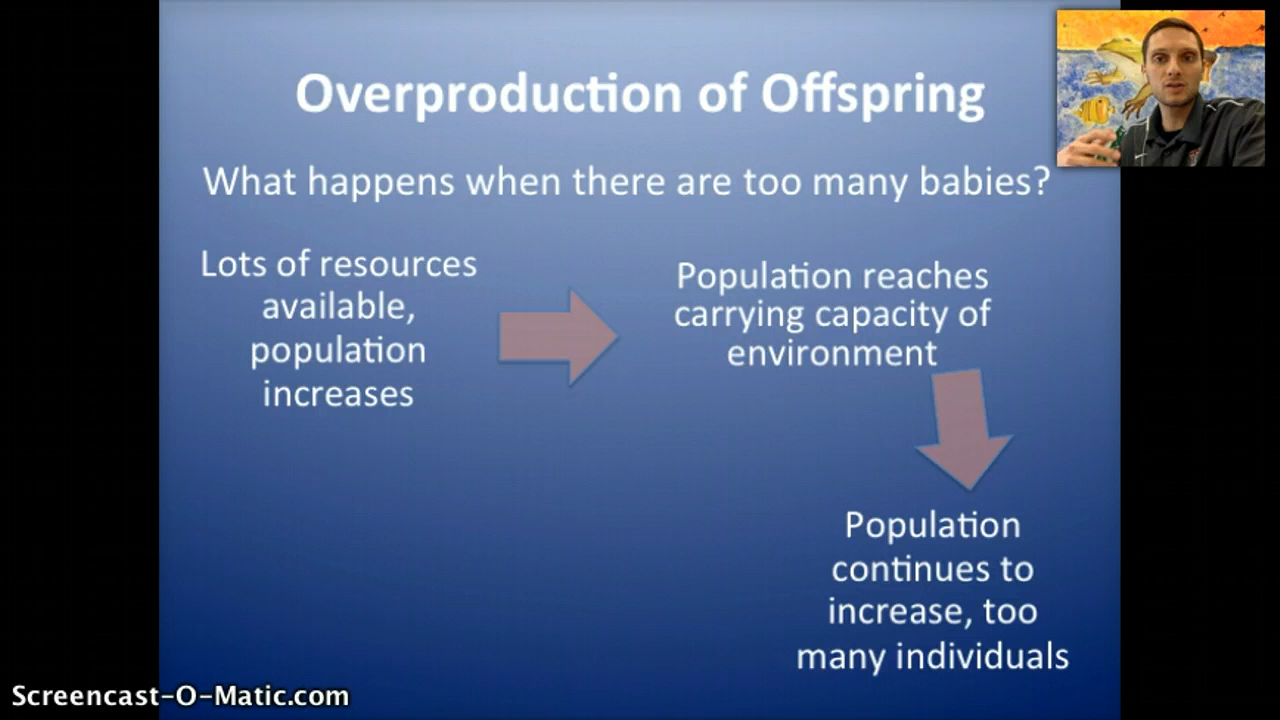 Overproduction of Offspring
What happens when there are too many babies?
Lots of resources
available,
population
increases
Population reaches
carrying capacity of
environment
Population
continues to
increase, too
many individuals
Screencast-O-Matic.com